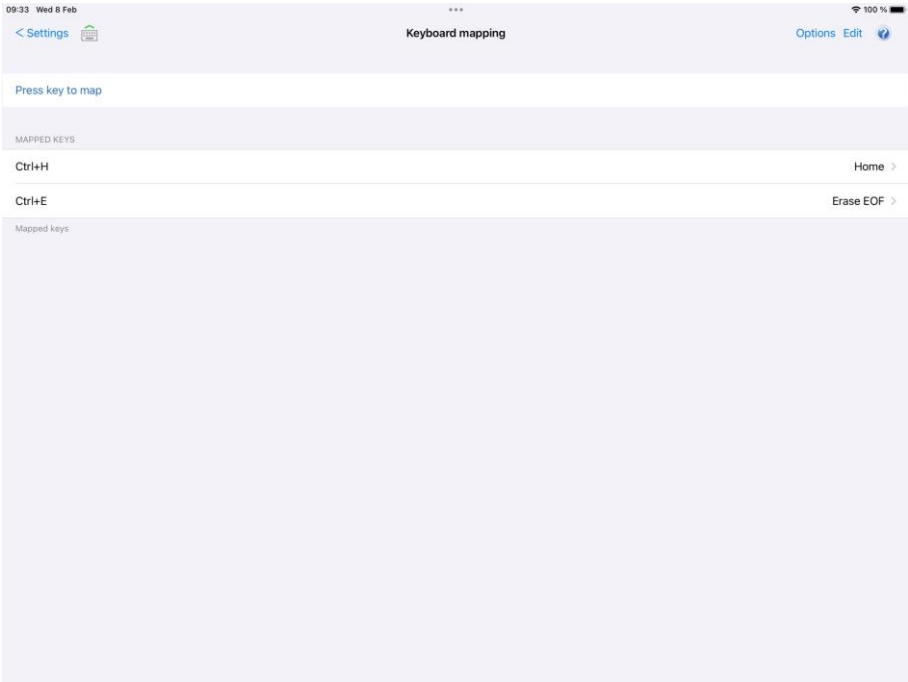 09:33 Wed 8 Feb 100 %
< Settings Keyboard mapping Options Edit ?
Press key to map
MAPPED KEYS
Ctrl+H Home >
Ctrl+E Erase EOF >
Mapped keys